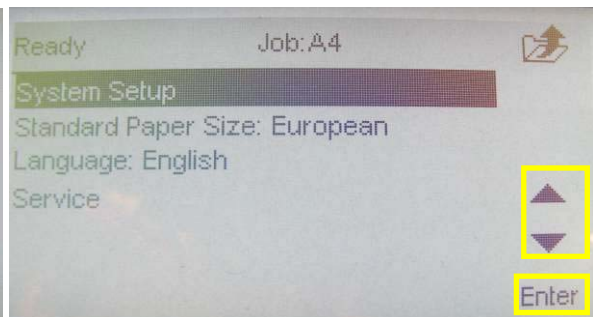 Ready Job:A4
System Setup
Standard Paper Size: European
Language: English
Service
Enter